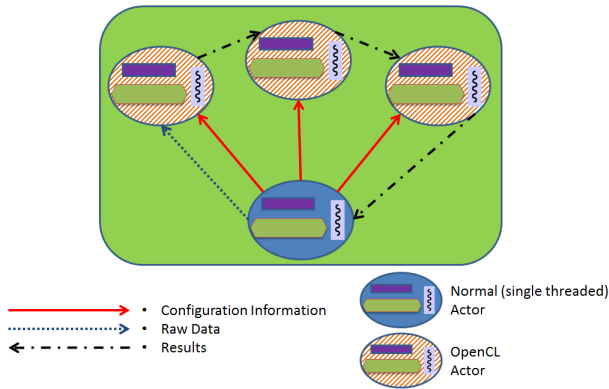 • Configuration Information
• Raw Data
• Results
Normal (single threaded)
Actor
OpenCL
Actor